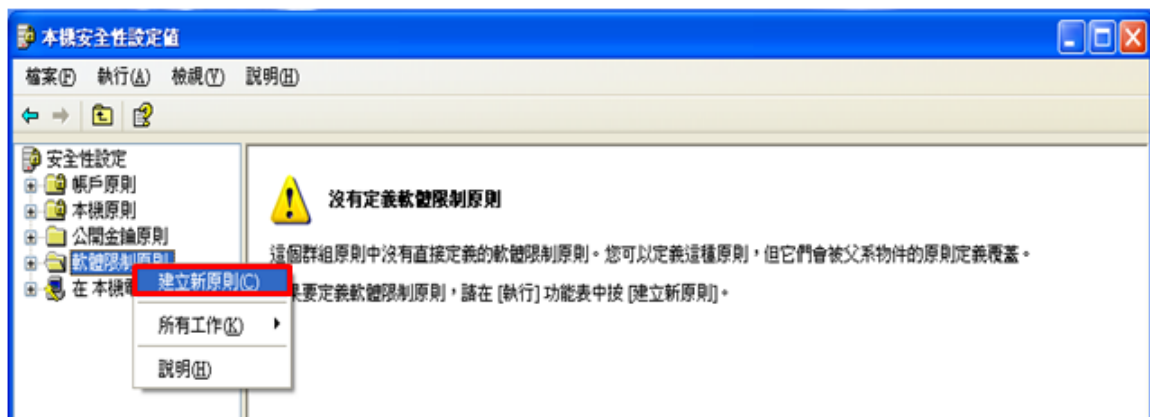 本機安全性設定值
檔案(F) 執行(A) 檢視(V) 說明(H)
安全性設定
帳戶原則
本機原則
公開金鑰原則
軟體限制原則
在 本機
建立新原則(C)
所有工作(K)
說明(H)
沒有定義軟體限制原則
這個群組原則中沒有直接定義的軟體限制原則。您可以定義這種原則，但它們會被父系物件的原則定義覆蓋。
果要定義軟體限制原則，請在 [執行] 功能表中按 [建立新原則]。